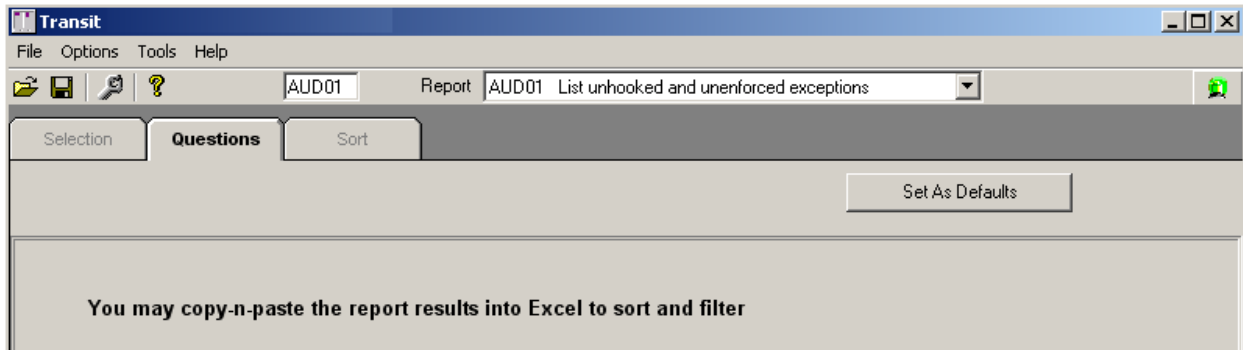 Transit
File Options Tools Help
AUD01 Report AUD01 List unhooked and unenforced exceptions
Selection Questions Sort
Set As Defaults
You may copy-n-paste the report results into Excel to sort and filter